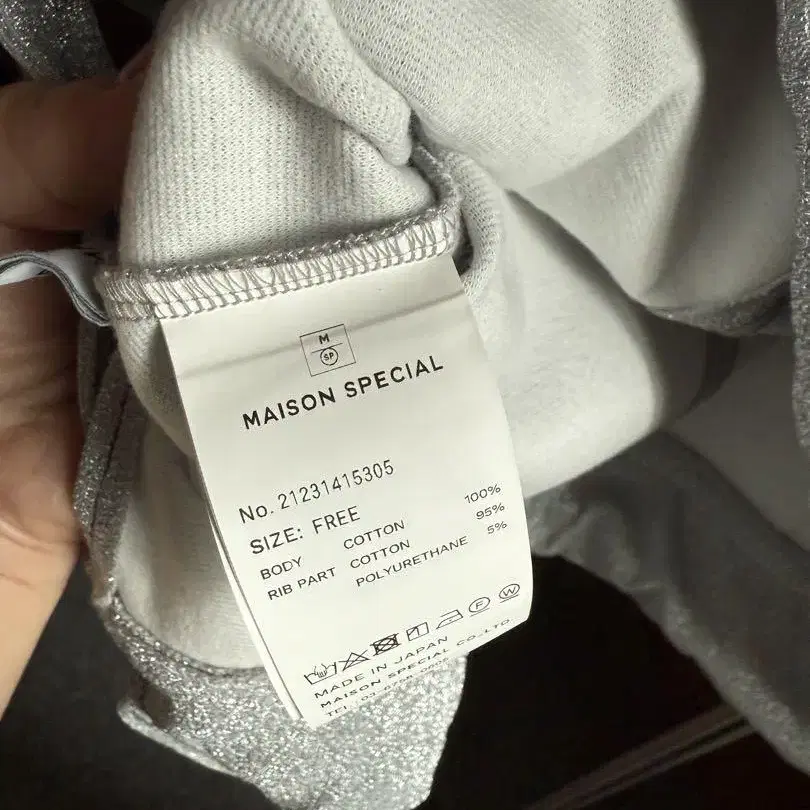 M
SP
MAISON SPECIAL
No. 21231415305
SIZE: FREE
BODY COTTON 100%
RIB PART COTTON 95%
POLYURETHANE 5%
F W
MADE IN JAPAN
MAISON SPECIAL CO.,LTD.
TEL